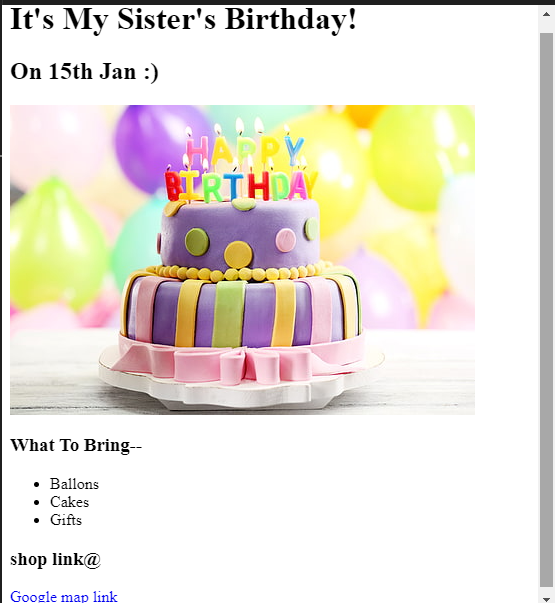 It's My Sister's Birthday!
On 15th Jan :)
HAPPY
BIRTHDAY
What To Bring--
Ballons
Cakes
Gifts
shop link@
Google map link